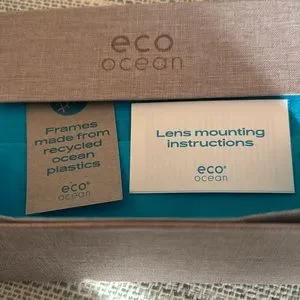 eco
ocean
Frames
made from
recycled
ocean
plastics
eco
ocean
Lens mounting
instructions
eco
ocean